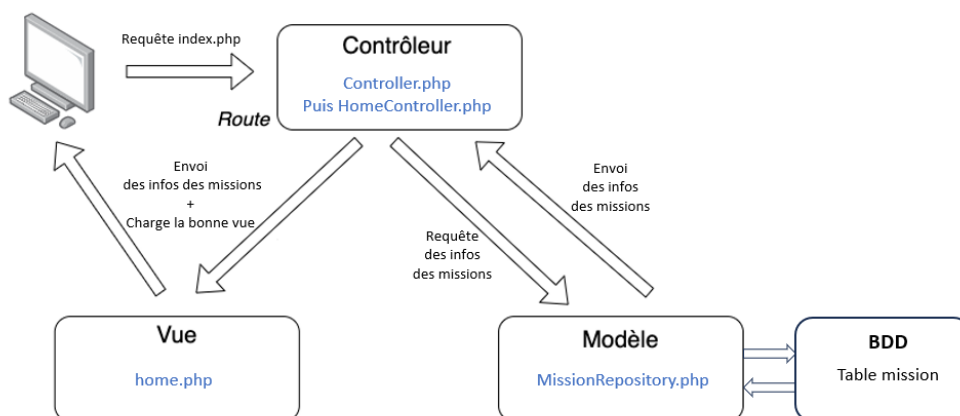 Requête index.php
Contrôleur
Controller.php
Puis HomeController.php
Route
Envoi
des infos des missions
+
Charge la bonne vue
Requête
des infos
des missions
Envoi
des infos
des missions
Vue
home.php
Modèle
MissionRepository.php
BDD
Table mission